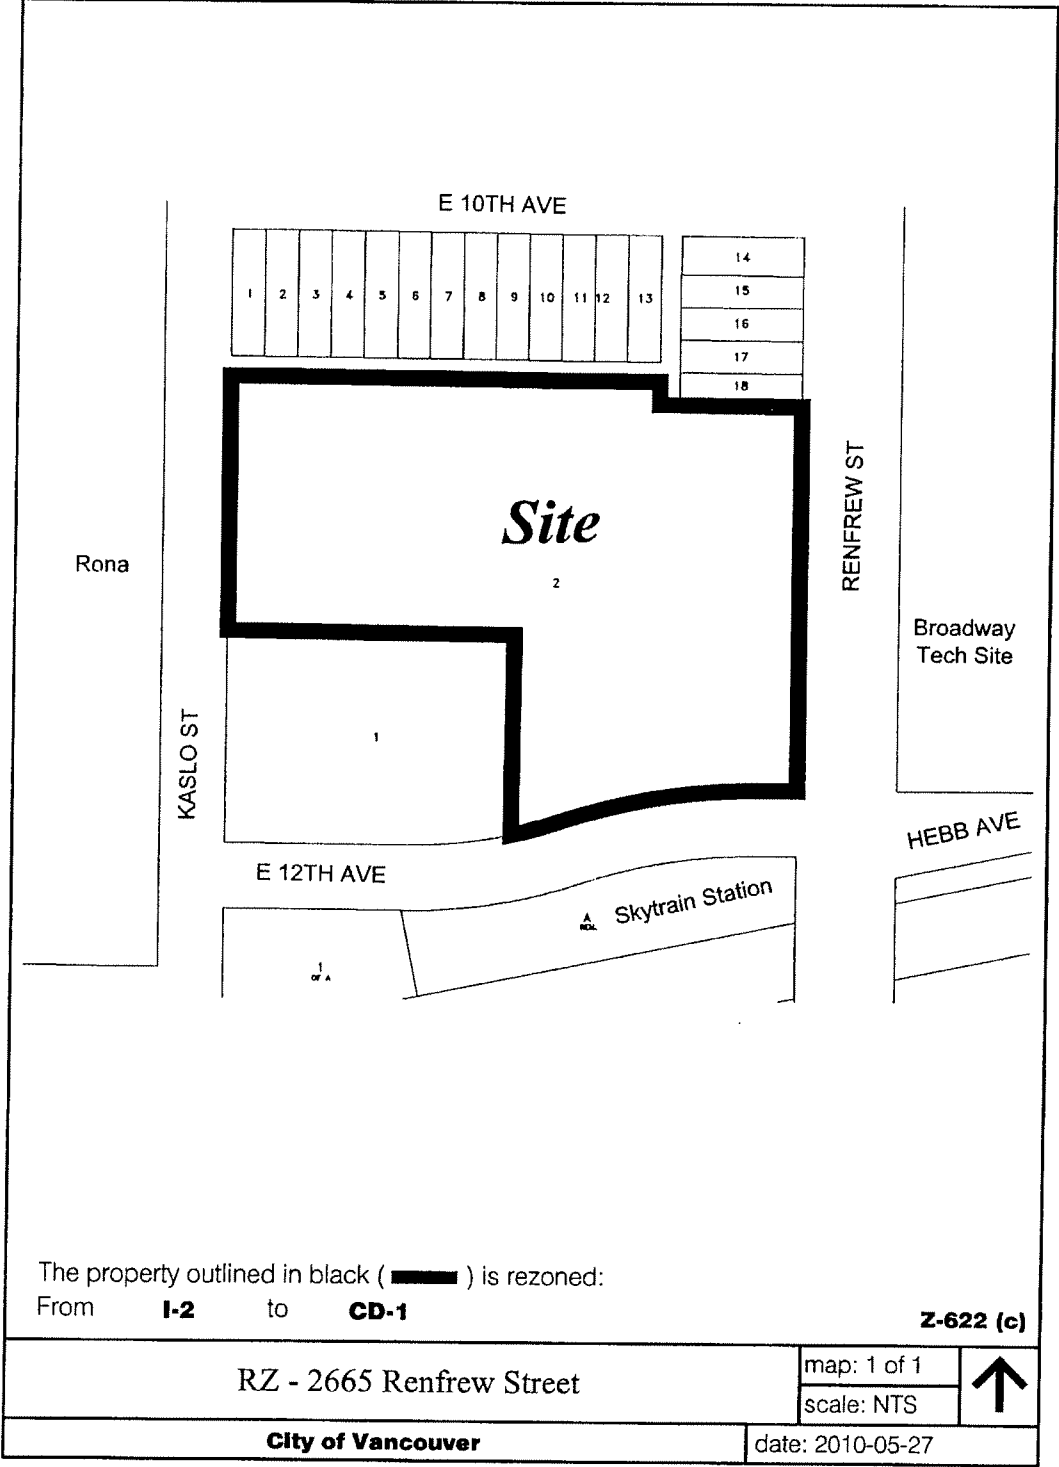 E 10TH AVE
1 2 3 4 5 6 7 8 9 10 11 12 13
14
15
16
17
18
Site
2
RENFREW ST
Rona
Broadway
Tech Site
KASLO ST
1
HEBB AVE
E 12TH AVE
Skytrain Station
A
REM.
1
OF A
The property outlined in black ( ) is rezoned:
From I-2 to CD-1
Z-622 (c)
RZ - 2665 Renfrew Street
map: 1 of 1
scale: NTS
City of Vancouver
date: 2010-05-27